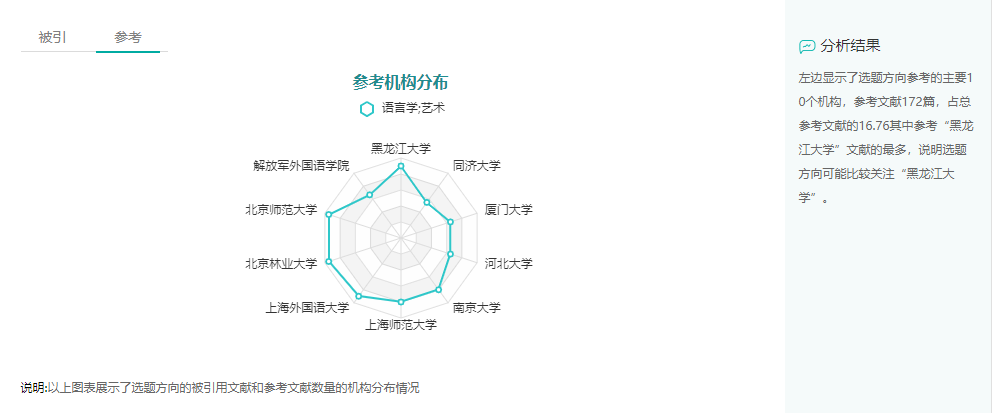 被引 参考
参考机构分布
语言学;艺术
黑龙江大学
解放军外国语学院 同济大学
北京师范大学 厦门大学
北京林业大学 河北大学
上海外国语大学 南京大学
上海师范大学
说明:以上图表展示了选题方向的被引用文献和参考文献数量的机构分布情况
分析结果
左边显示了选题方向参考的主要1
0个机构，参考文献172篇，占总
参考文献的16.76其中参考“黑龙
江大学”文献的最多，说明选题
方向可能比较关注“黑龙江大
学”。